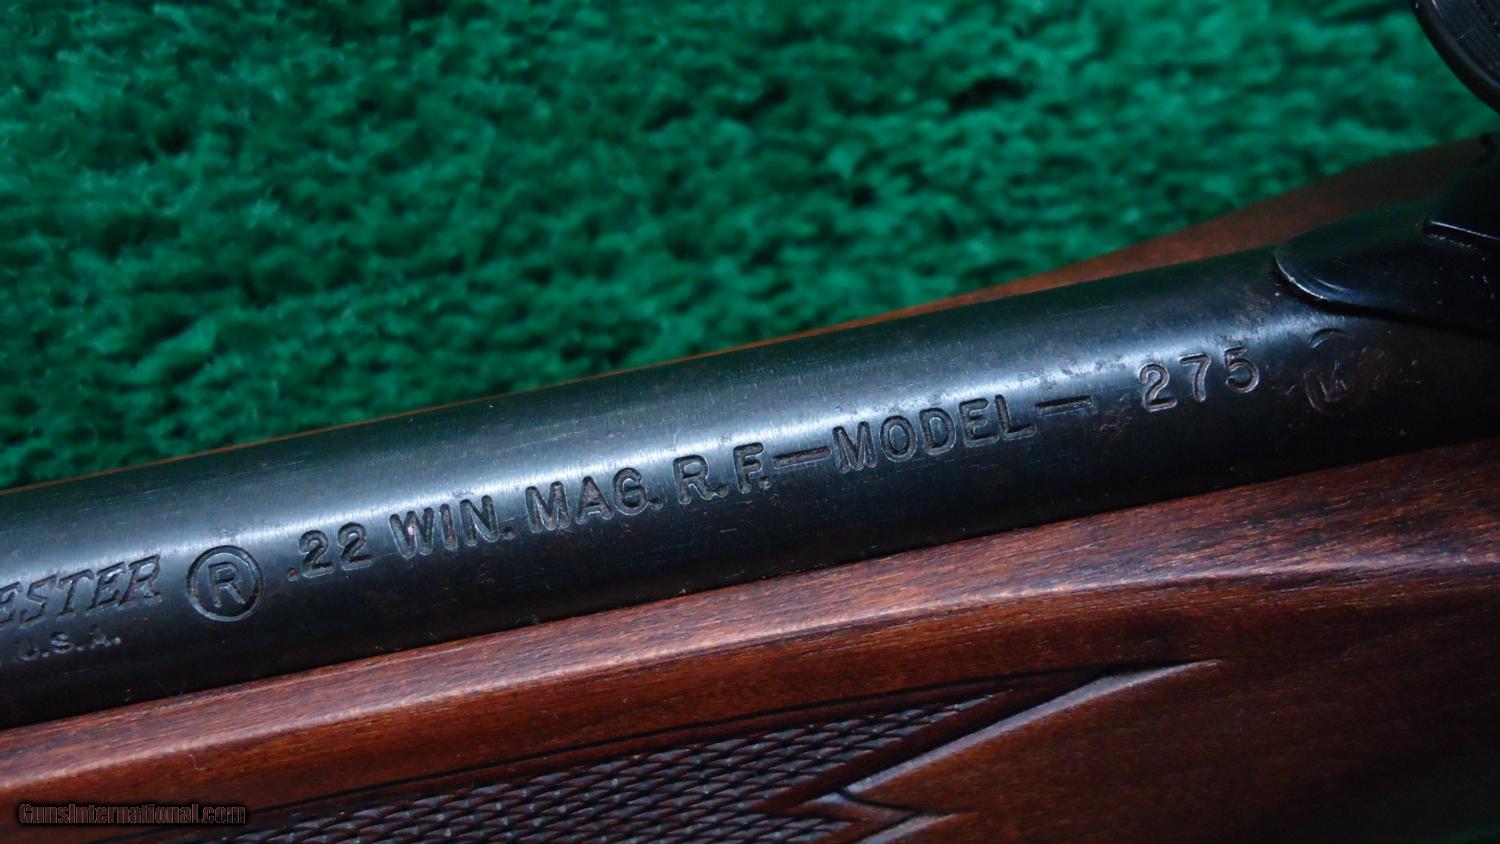 ESTER ® .22 WIN. MAG. R.F.—MODEL— 275
U.S.A.
GunsInternational.com